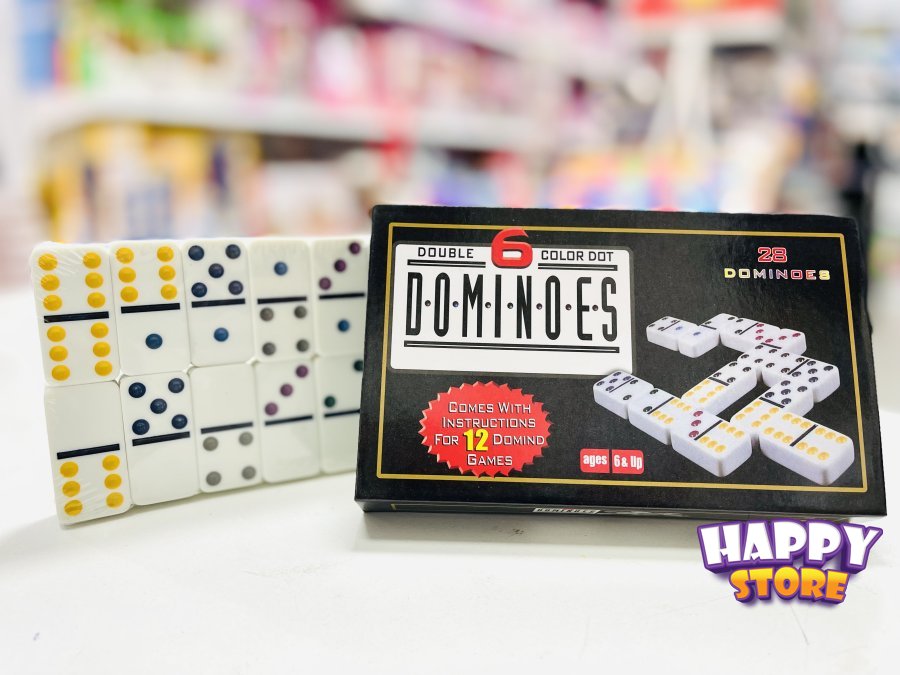 DOUBLE 6 COLOR DOT
DOMINOES
28
DOMINOES
COMES WITH
INSTRUCTIONS
FOR 12 DOMIND
GAMES
ages 6 & Up
HAPPY
STORE